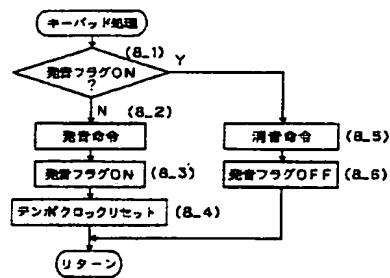 キーパッド処理
(8_1)
発音フラグON
?
Y
N
(8_2)
発音命令
消音命令 (8_5)
発音フラグON (8_3)
発音フラグOFF (8_6)
テンポクロックリセット (8_4)
リターン